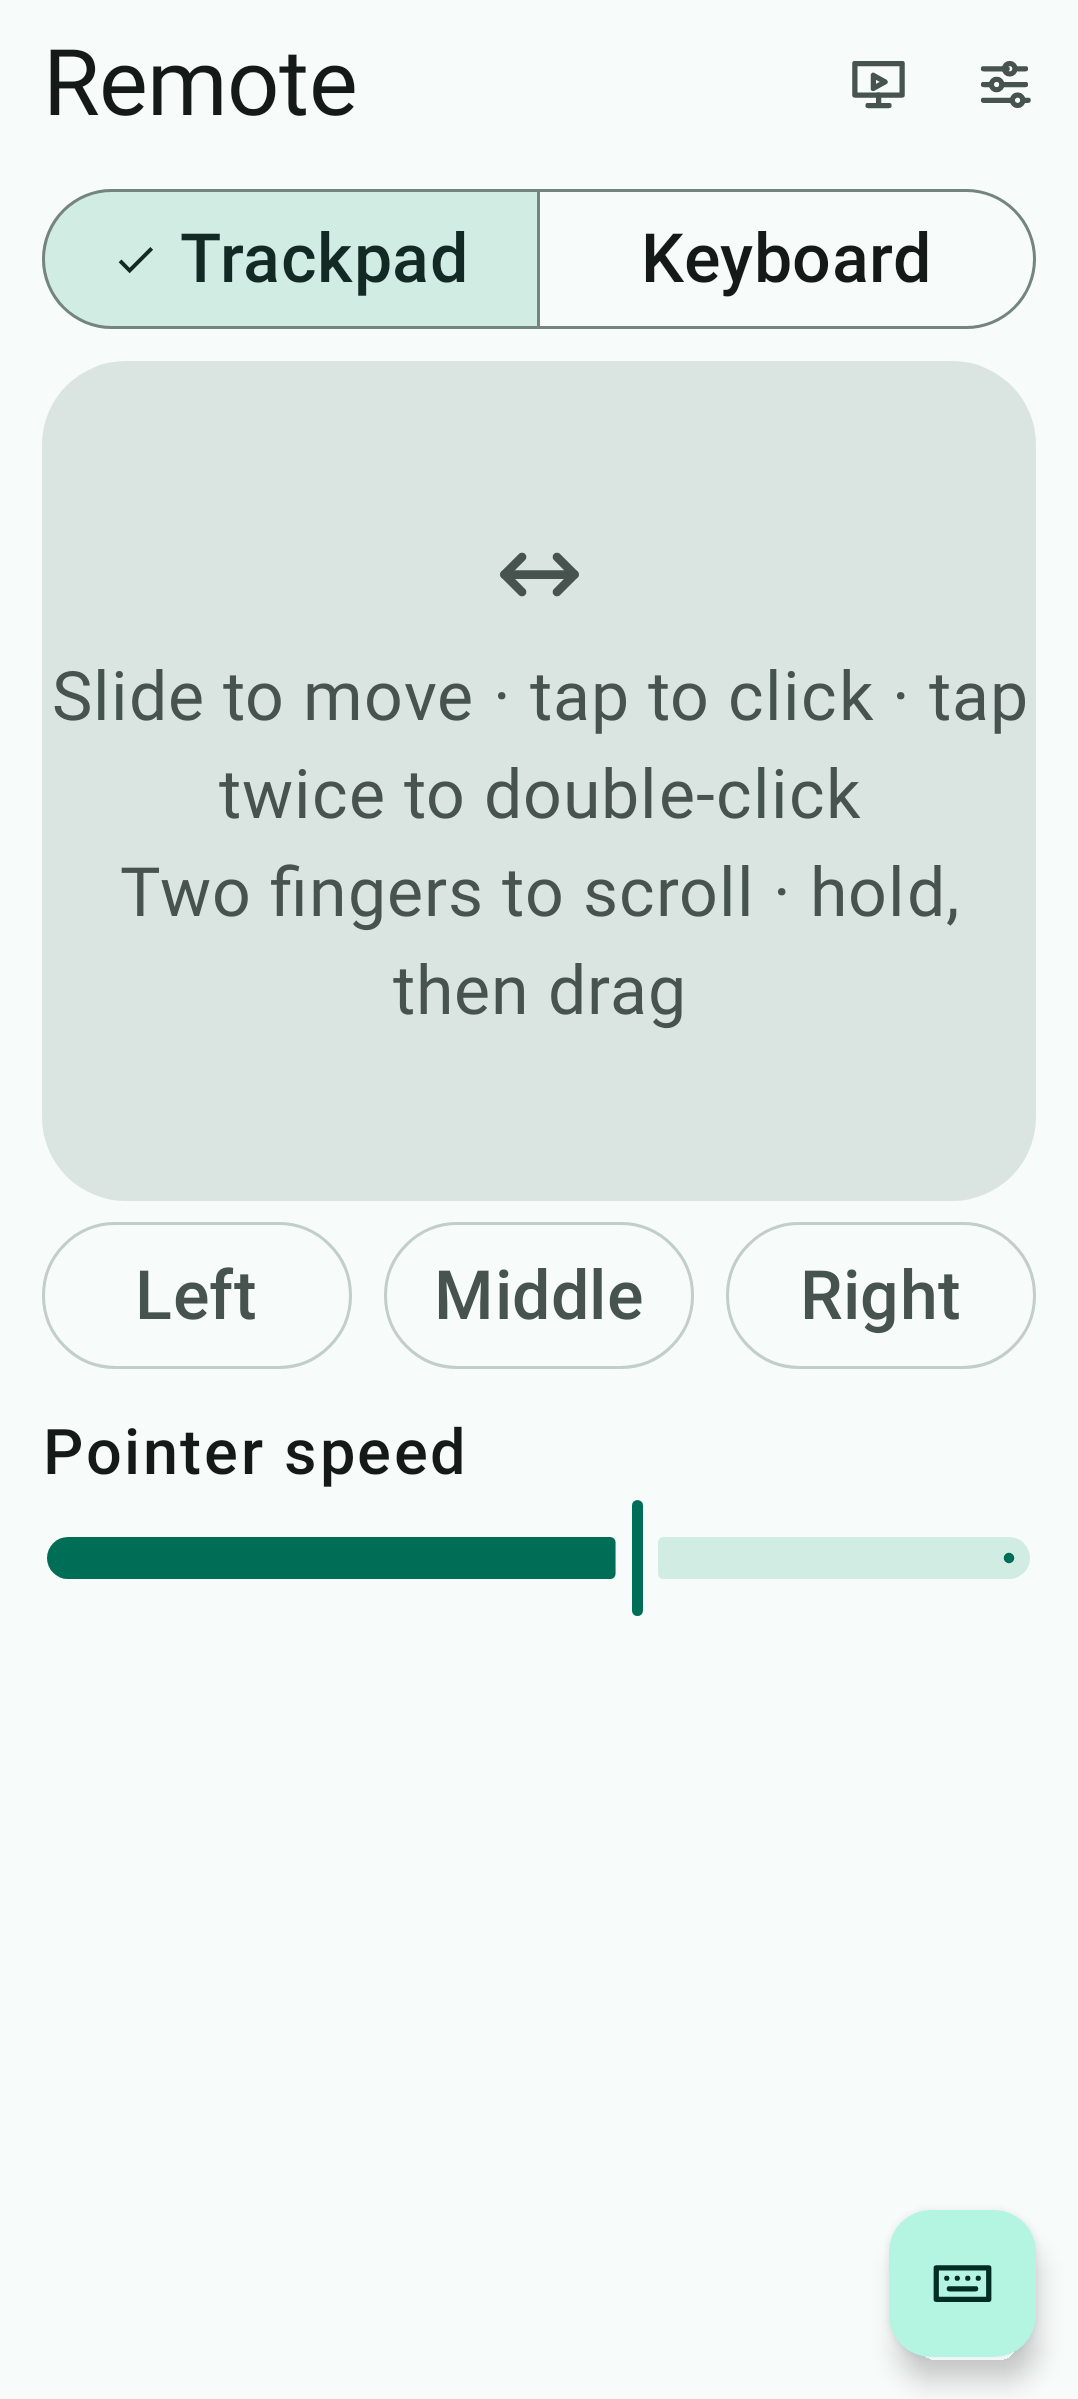 Remote
Trackpad
Keyboard
Slide to move · tap to click · tap
twice to double-click
Two fingers to scroll · hold,
then drag
Left
Middle
Right
Pointer speed